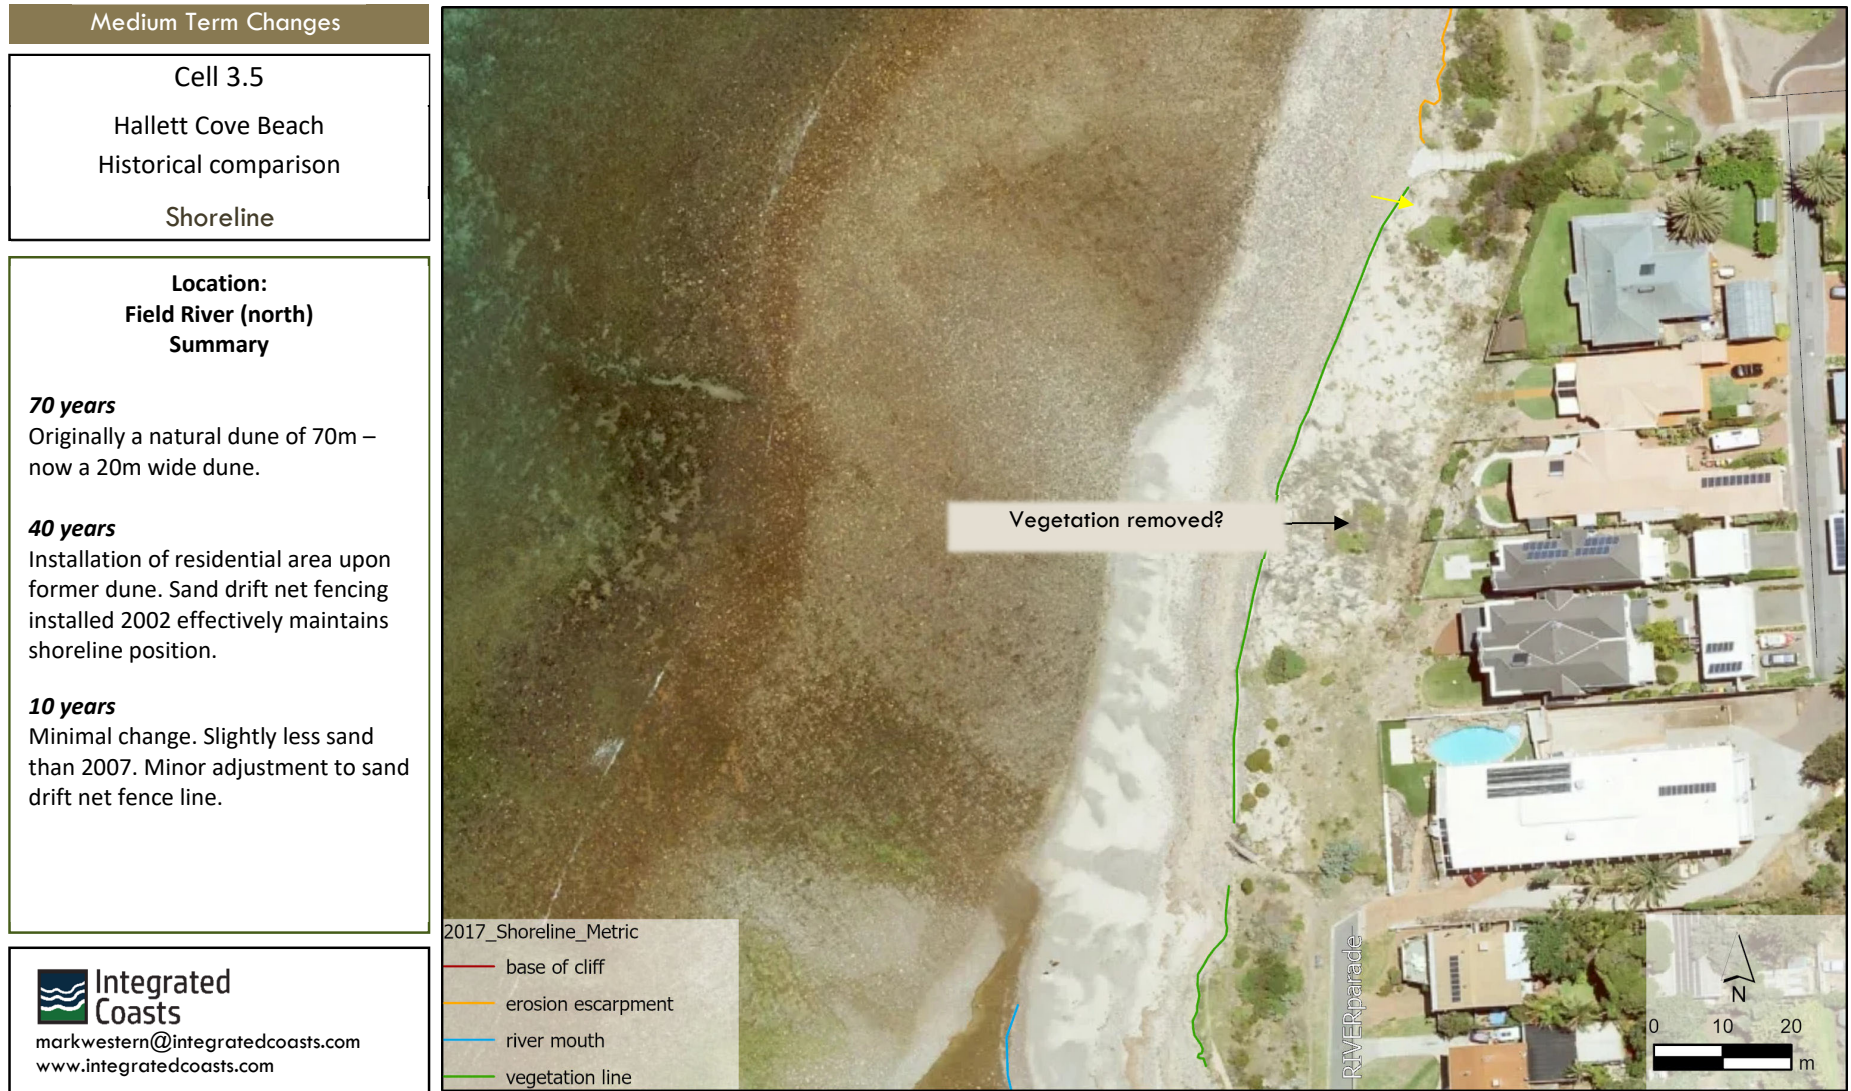 Medium Term Changes
Cell 3.5
Hallett Cove Beach
Historical comparison
Shoreline
Location:
Field River (north)
Summary
70 years
Originally a natural dune of 70m –
now a 20m wide dune.
40 years
Installation of residential area upon
former dune. Sand drift net fencing
installed 2002 effectively maintains
shoreline position.
10 years
Minimal change. Slightly less sand
than 2007. Minor adjustment to sand
drift net fence line.
Integrated
Coasts
markwestern@integratedcoasts.com
www.integratedcoasts.com
Vegetation removed?
2017_Shoreline_Metric
base of cliff
erosion escarpment
river mouth
vegetation line
RIVERparade
N
0 10 20
m